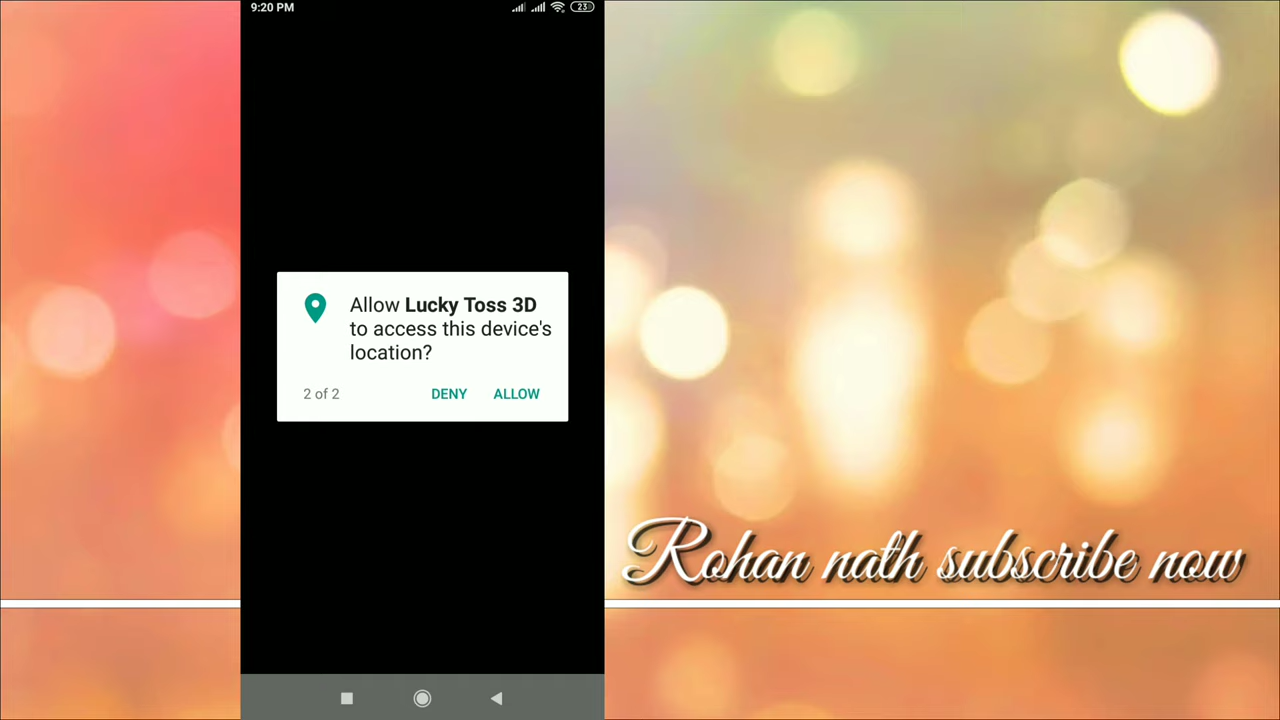 9:20 PM
23
Allow Lucky Toss 3D
to access this device's
location?
2 of 2
DENY
ALLOW
Rohan nath subscribe now